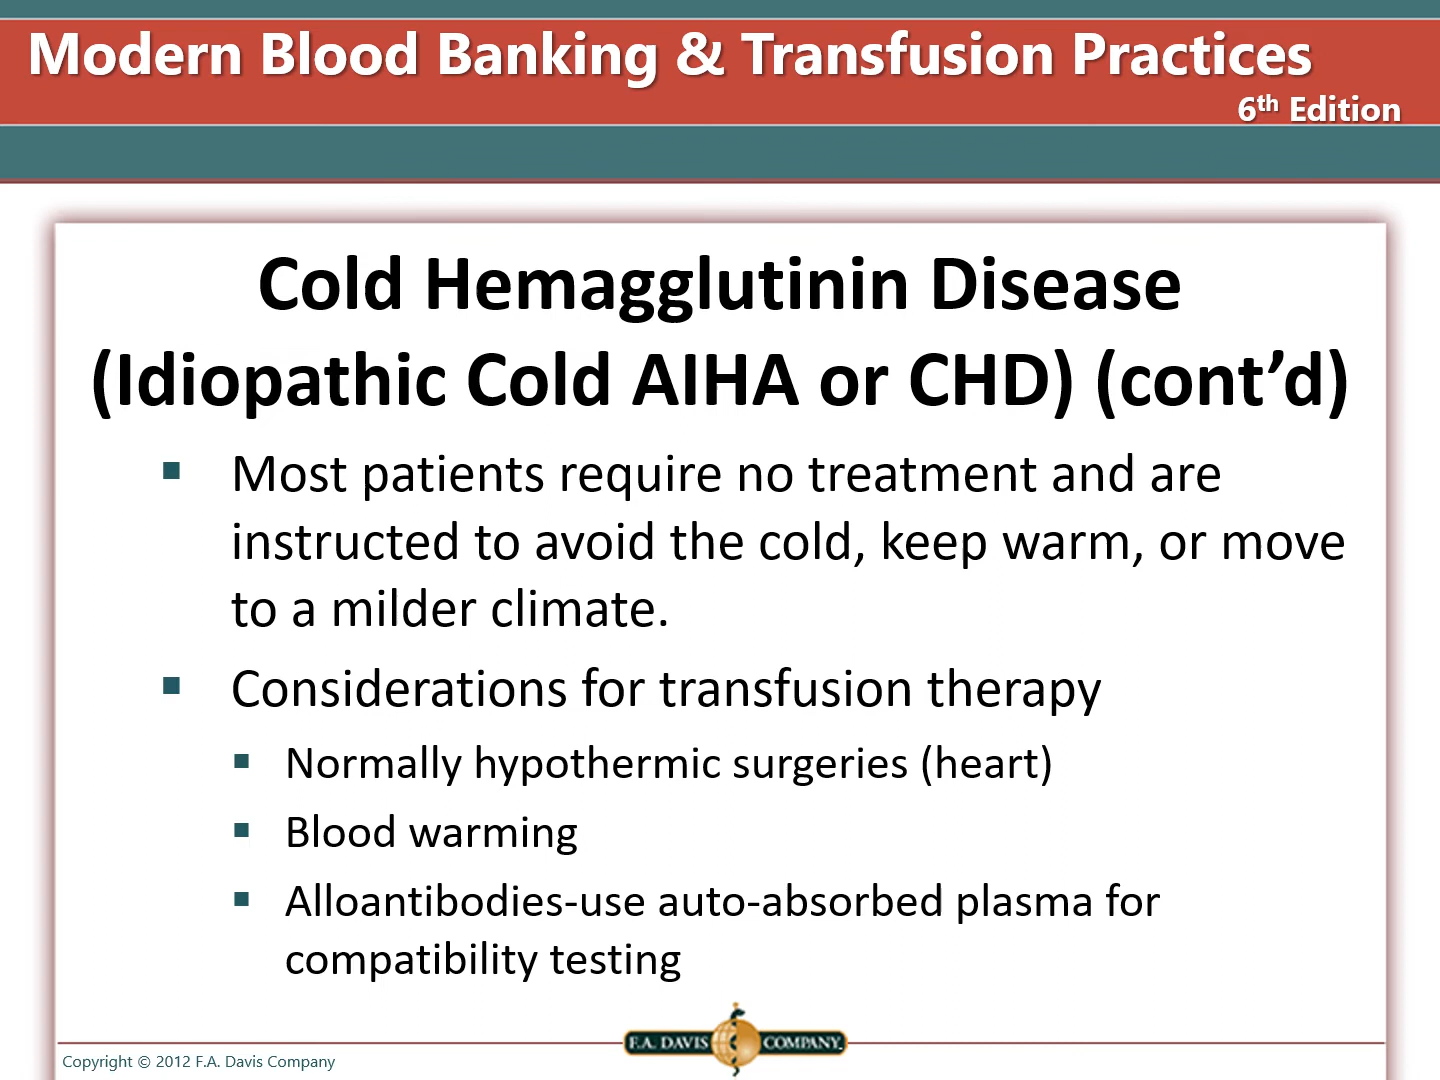 Modern Blood Banking & Transfusion Practices
6th Edition
Cold Hemagglutinin Disease
(Idiopathic Cold AIHA or CHD) (cont’d)
▪ Most patients require no treatment and are
instructed to avoid the cold, keep warm, or move
to a milder climate.
▪ Considerations for transfusion therapy
▪ Normally hypothermic surgeries (heart)
▪ Blood warming
▪ Alloantibodies-use auto-absorbed plasma for
compatibility testing
F.A. DAVIS COMPANY
Copyright © 2012 F.A. Davis Company